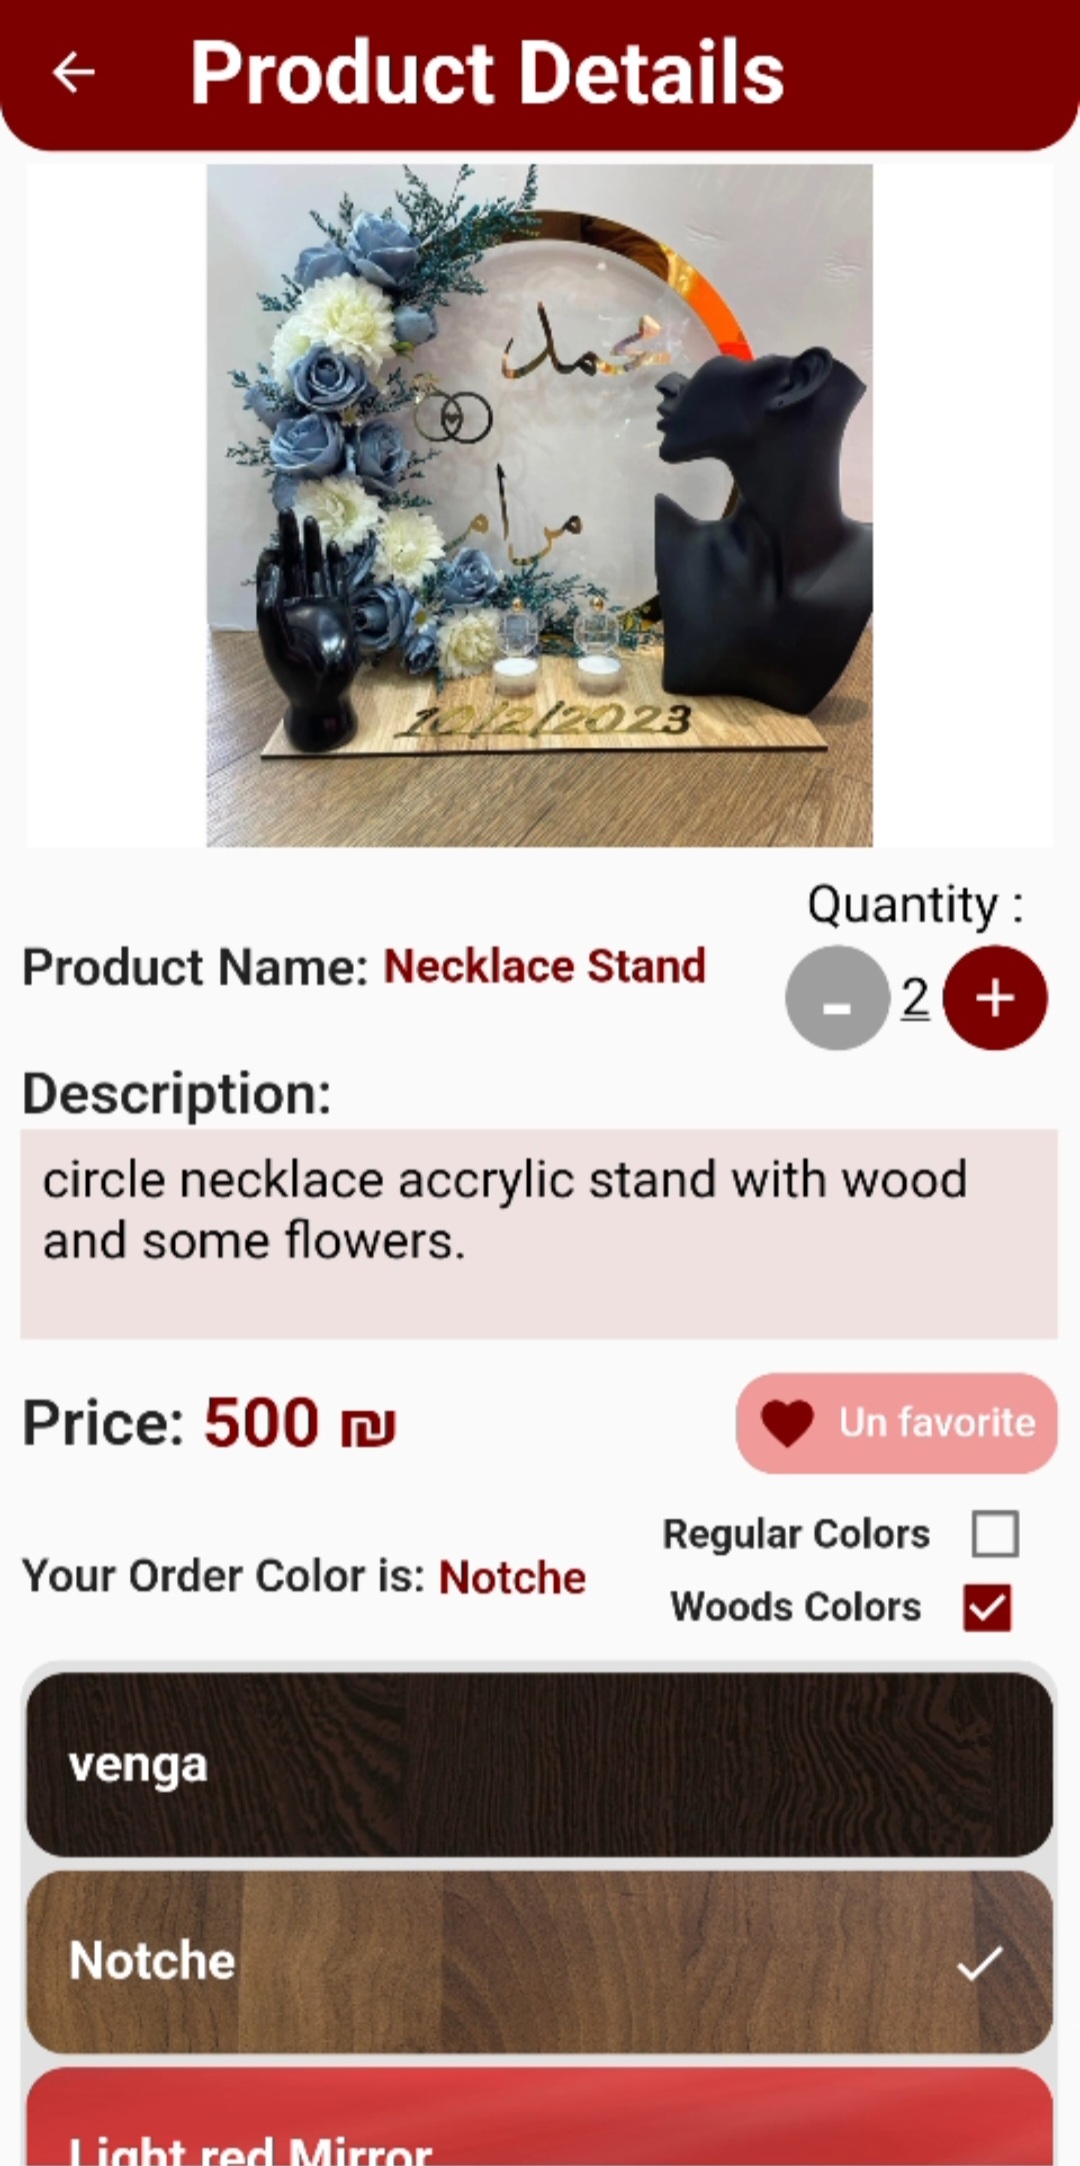 Product Details
محمد
مرام
10/2/2023
Quantity :
Product Name: Necklace Stand
- 2 +
Description:
circle necklace accrylic stand with wood
and some flowers.
Price: 500 ₪
Un favorite
Regular Colors
Your Order Color is: Notche
Woods Colors
venga
Notche
Light red Mirror